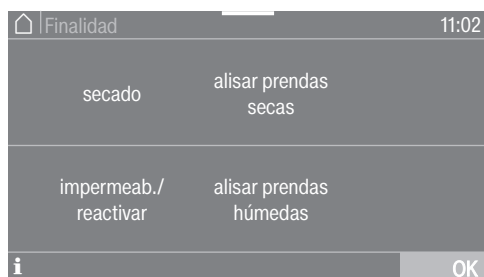 Finalidad 11:02
secado
alisar prendas
secas
impermeab./
reactivar
alisar prendas
húmedas
i OK